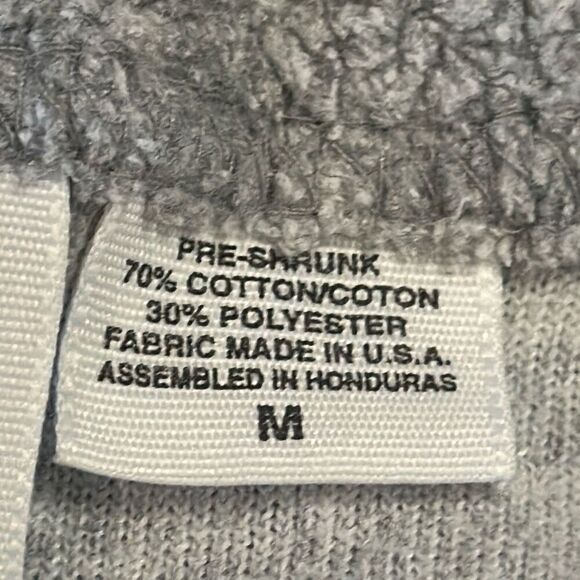 PRE-SHRUNK
70% COTTON/COTON
30% POLYESTER
FABRIC MADE IN U.S.A.
ASSEMBLED IN HONDURAS
M